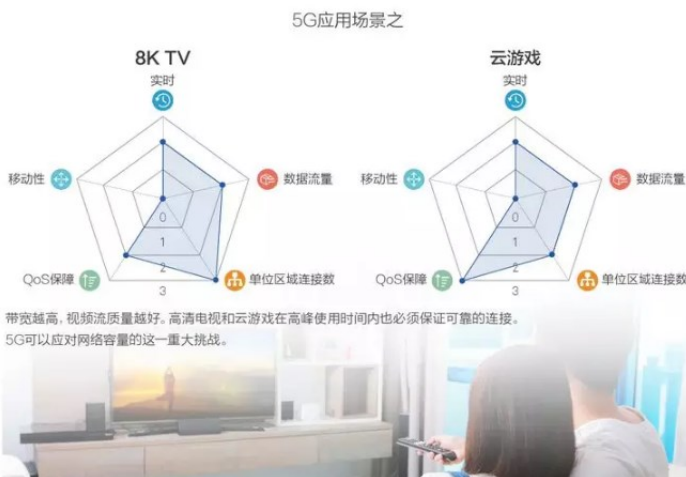 5G应用场景之
8K TV
实时
移动性
数据流量
0
1
2
3
QoS保障
单位区域连接数
云游戏
实时
移动性
数据流量
0
1
2
3
QoS保障
单位区域连接数
带宽越高，视频流质量越好。高清电视和云游戏在高峰使用时间内也必须保证可靠的连接。
5G可以应对网络容量的这一重大挑战。